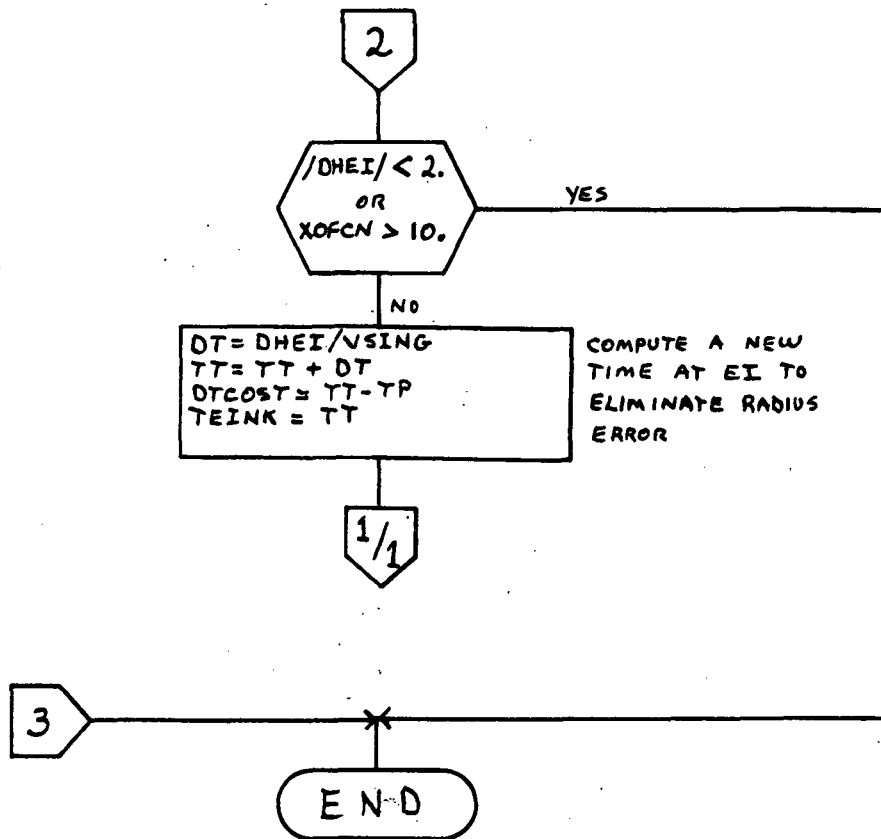 2
/DHEI/ < 2.
OR
XOFCN > 10.
YES
NO
DT = DHEI/VSING
TT = TT + DT
DTCOST = TT-TP
TEINK = TT
COMPUTE A NEW
TIME AT EI TO
ELIMINATE RADIUS
ERROR
1/1
3
END